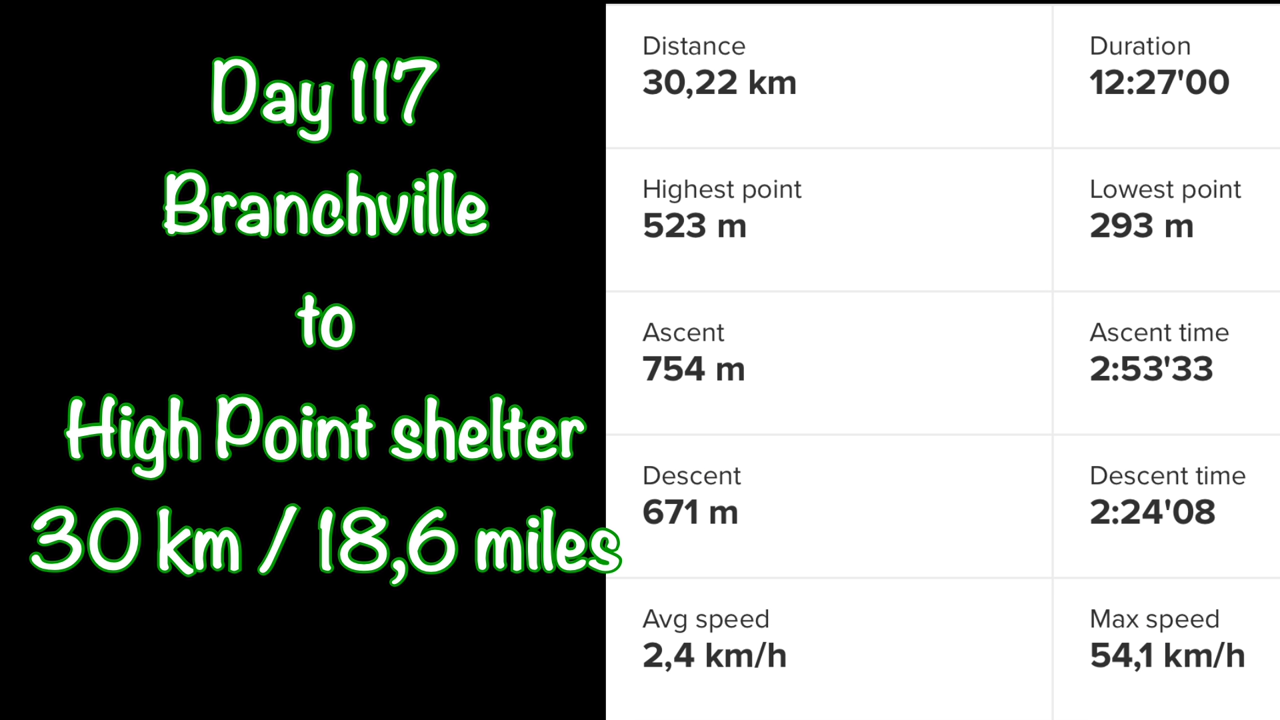 Day 117
Branchville
to
High Point shelter
30 km / 18,6 miles
Distance
30,22 km
Duration
12:27'00
Highest point
523 m
Lowest point
293 m
Ascent
754 m
Ascent time
2:53'33
Descent
671 m
Descent time
2:24'08
Avg speed
2,4 km/h
Max speed
54,1 km/h